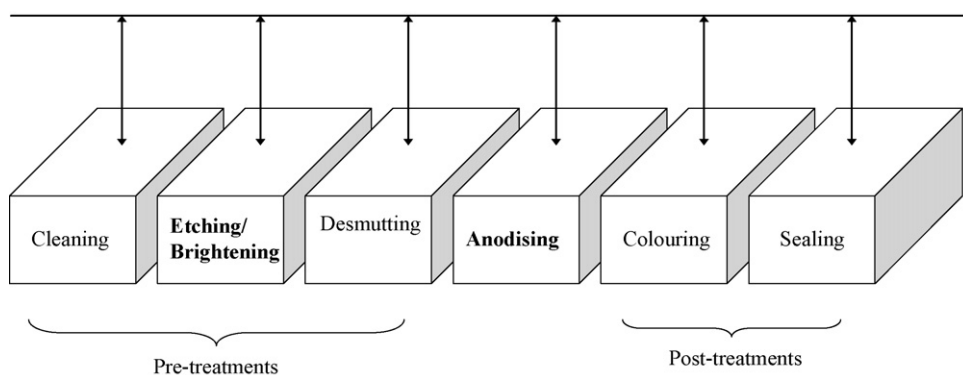 Cleaning
Etching/
Brightening
Desmutting
Anodising
Colouring
Sealing
Pre-treatments
Post-treatments